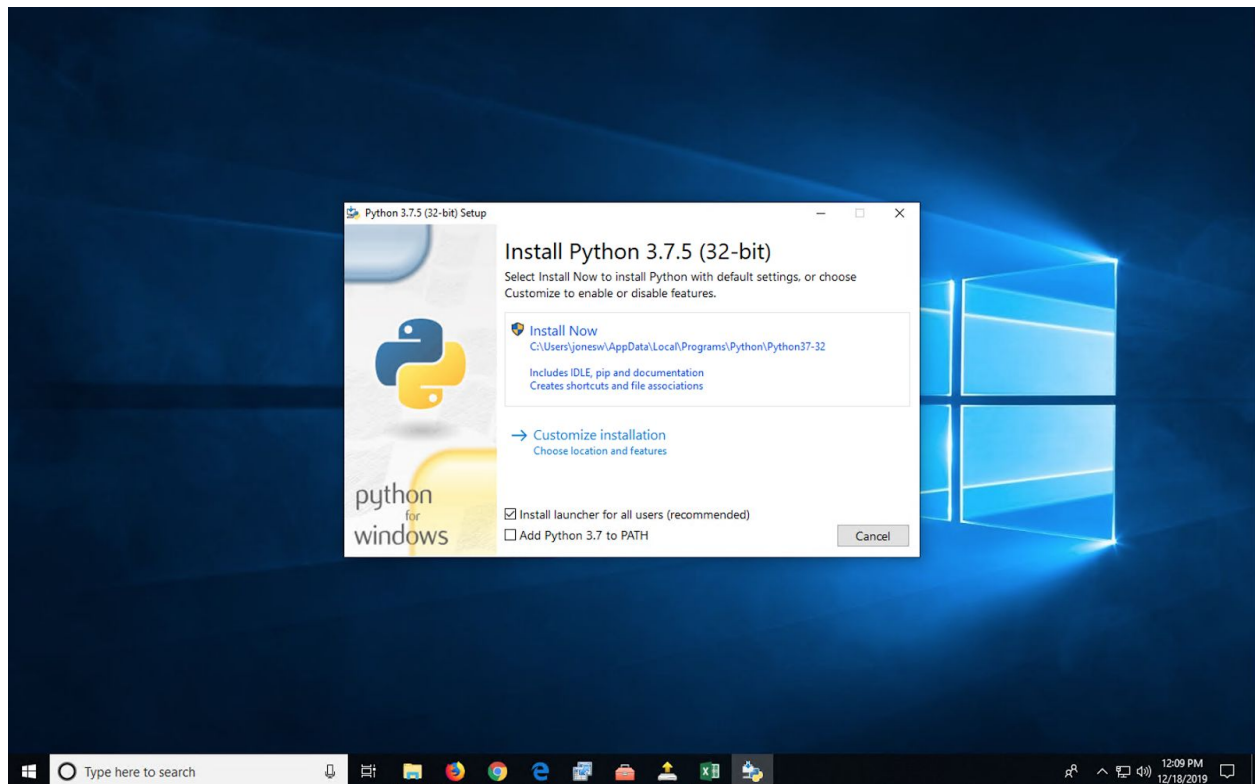 Python 3.7.5 (32-bit) Setup
Install Python 3.7.5 (32-bit)
Select Install Now to install Python with default settings, or choose
Customize to enable or disable features.
Install Now
C:\Users\jonesw\AppData\Local\Programs\Python\Python37-32
Includes IDLE, pip and documentation
Creates shortcuts and file associations
Customize installation
Choose location and features
python
for
windows
Install launcher for all users (recommended)
Add Python 3.7 to PATH
Cancel
Type here to search
12:09 PM
12/18/2019